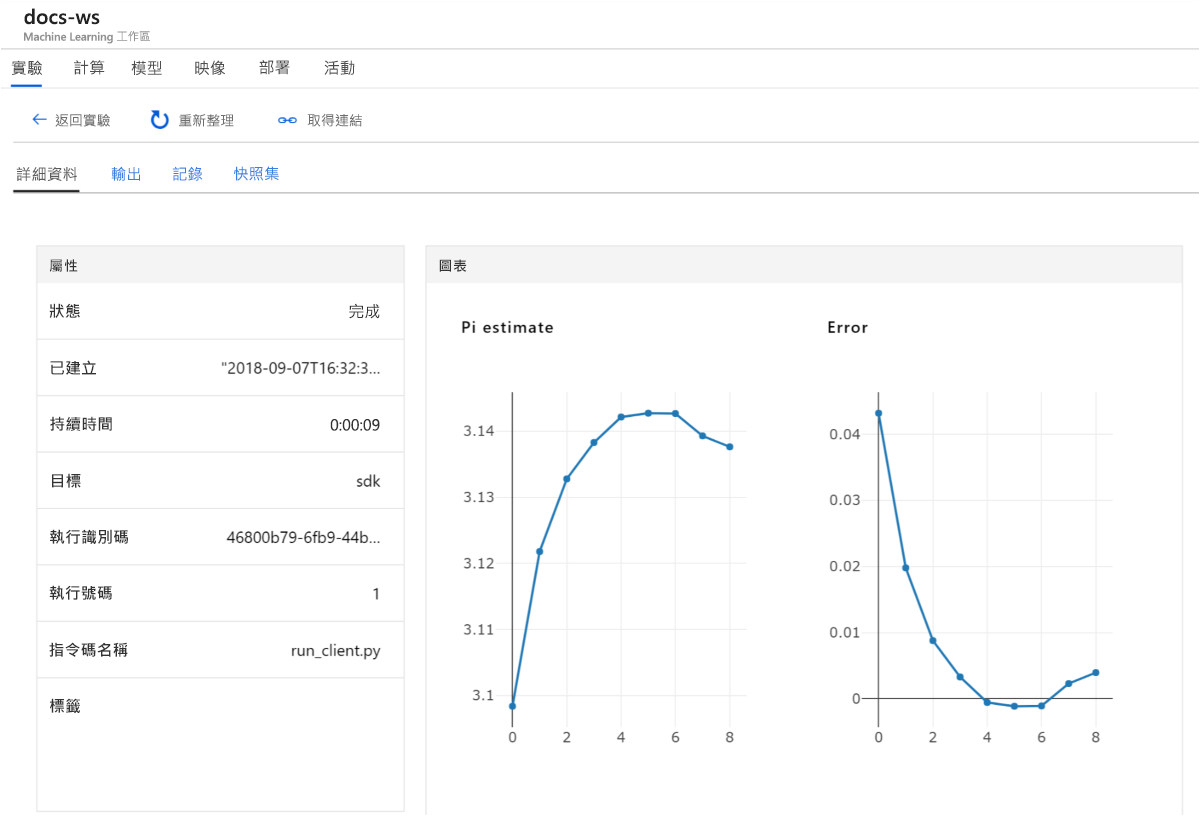 docs-ws
Machine Learning 工作區
實驗 計算 模型 映像 部署 活動
返回實驗 重新整理 取得連結
詳細資料 輸出 記錄 快照集
屬性
狀態 完成
已建立 "2018-09-07T16:32:3...
持續時間 0:00:09
目標 sdk
執行識別碼 46800b79-6fb9-44b...
執行號碼 1
指令碼名稱 run_client.py
標籤
圖表
Pi estimate
3.14
3.13
3.12
3.11
3.1
0 2 4 6 8
Error
0.04
0.03
0.02
0.01
0
0 2 4 6 8